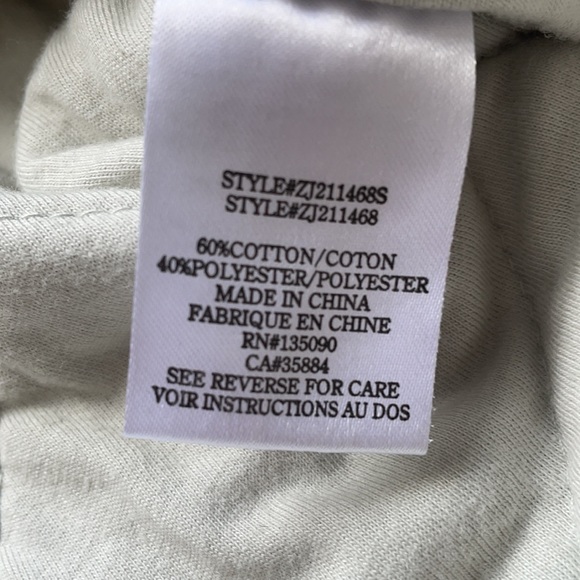 STYLE#ZJ211468S
STYLE#ZJ211468
60%COTTON/COTON
40%POLYESTER/POLYESTER
MADE IN CHINA
FABRIQUE EN CHINE
RN#135090
CA#35884
SEE REVERSE FOR CARE
VOIR INSTRUCTIONS AU DOS